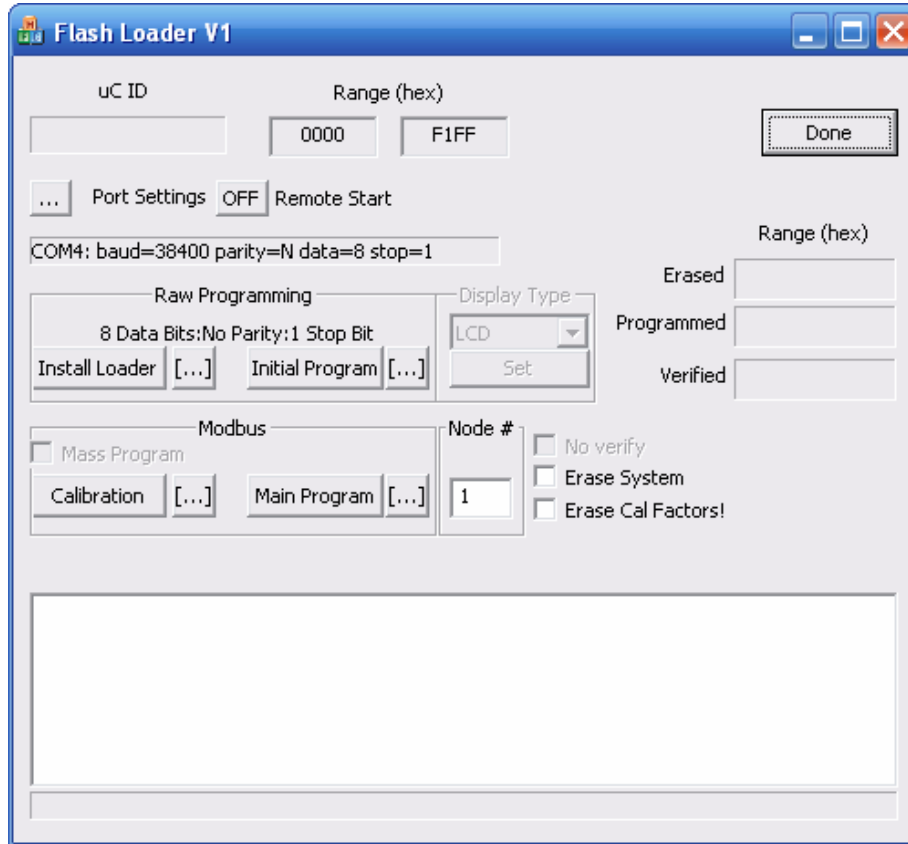 Flash Loader V1
uC ID
Range (hex)
0000 F1FF
Done
... Port Settings OFF Remote Start
COM4: baud=38400 parity=N data=8 stop=1
Range (hex)
Erased
Programmed
Verified
Raw Programming
8 Data Bits:No Parity:1 Stop Bit
Install Loader [...] Initial Program [...]
Display Type
LCD
Set
Modbus
Mass Program
Calibration [...] Main Program [...]
Node #
1
No verify
Erase System
Erase Cal Factors!